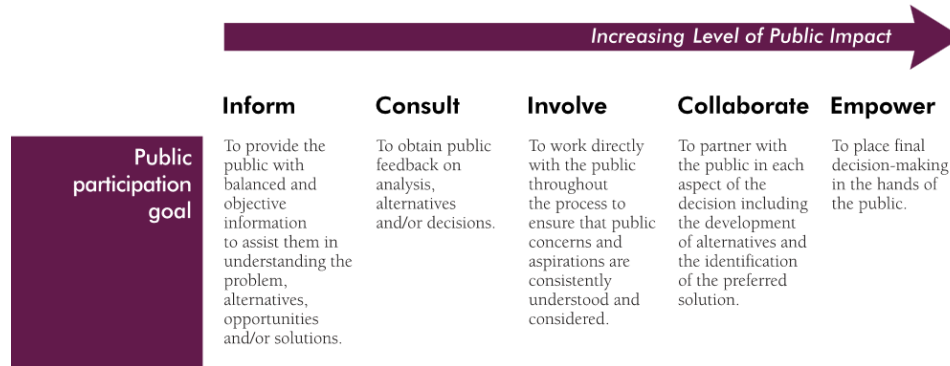 Increasing Level of Public Impact
Inform
To provide the
public with
balanced and
objective
information
to assist them in
understanding the
problem,
alternatives,
opportunities
and/or solutions.
Consult
To obtain public
feedback on
analysis,
alternatives
and/or decisions.
Involve
To work directly
with the public
throughout
the process to
ensure that public
concerns and
aspirations are
consistently
understood and
considered.
Collaborate
To partner with
the public in each
aspect of the
decision including
the development
of alternatives and
the identification
of the preferred
solution.
Empower
To place final
decision-making
in the hands of
the public.
Public
participation
goal